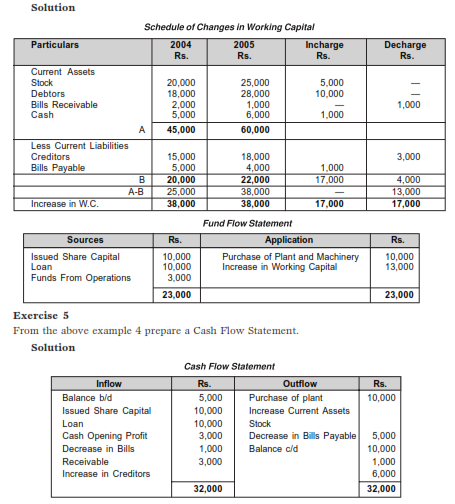 Solution
Schedule of Changes in Working Capital
Particulars 2004 2005 Incharge Decharge
Rs. Rs. Rs. Rs.
Current Assets
Stock 20,000 25,000 5,000 —
Debtors 18,000 28,000 10,000 —
Bills Receivable 2,000 1,000 — 1,000
Cash 5,000 6,000 1,000
A 45,000 60,000
Less Current Liabilities
Creditors 15,000 18,000 3,000
Bills Payable 5,000 4,000 1,000
B 20,000 22,000 17,000 4,000
A-B 25,000 38,000 — 13,000
Increase in W.C. 38,000 38,000 17,000 17,000
Fund Flow Statement
Sources Rs. Application Rs.
Issued Share Capital 10,000 Purchase of Plant and Machinery 10,000
Loan 10,000 Increase in Working Capital 13,000
Funds From Operations 3,000
23,000 23,000
Exercise 5
From the above example 4 prepare a Cash Flow Statement.
Solution
Cash Flow Statement
Inflow Rs. Outflow Rs.
Balance b/d 5,000 Purchase of plant 10,000
Issued Share Capital 10,000 Increase Current Assets
Loan 10,000 Stock
Cash Opening Profit 3,000 Decrease in Bills Payable 5,000
Decrease in Bills 1,000 Balance c/d 10,000
Receivable 3,000 1,000
Increase in Creditors 6,000
32,000 32,000